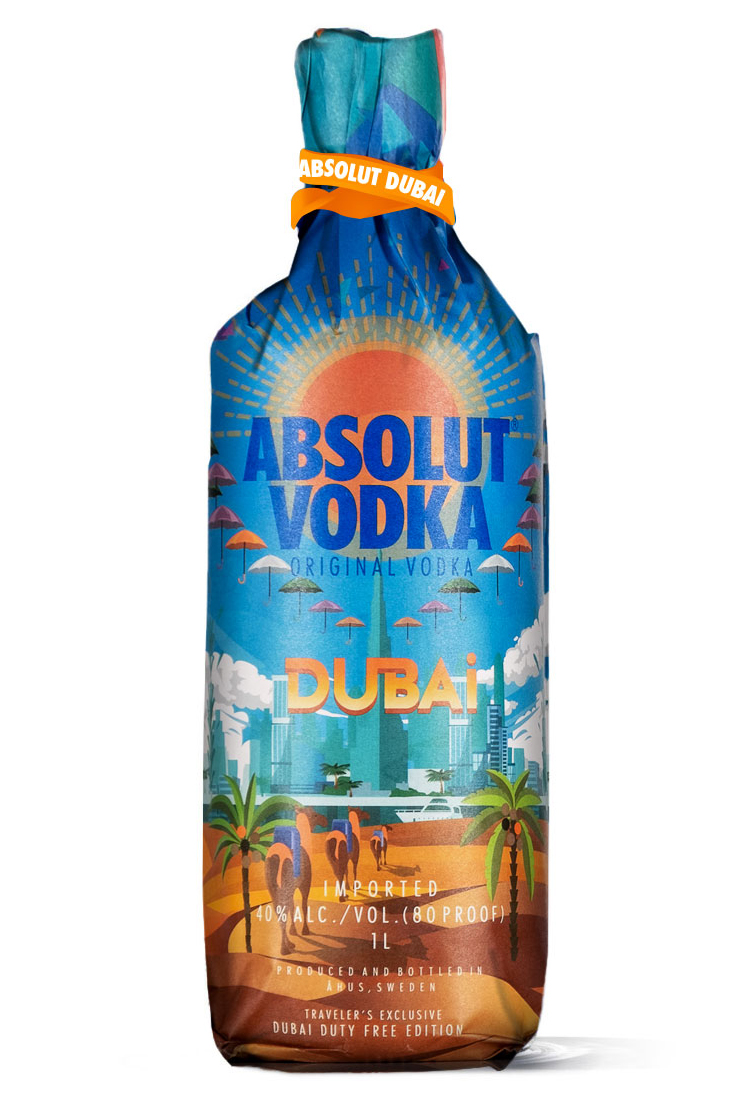 ABSOLUT DUBAI
ABSOLUT®
VODKA
ORIGINAL VODKA
DUBAi
IMPORTED
40% ALC./VOL.(80 PROOF)
1L
PRODUCED AND BOTTLED IN
ÅHUS, SWEDEN
TRAVELER'S EXCLUSIVE
DUBAI DUTY FREE EDITION